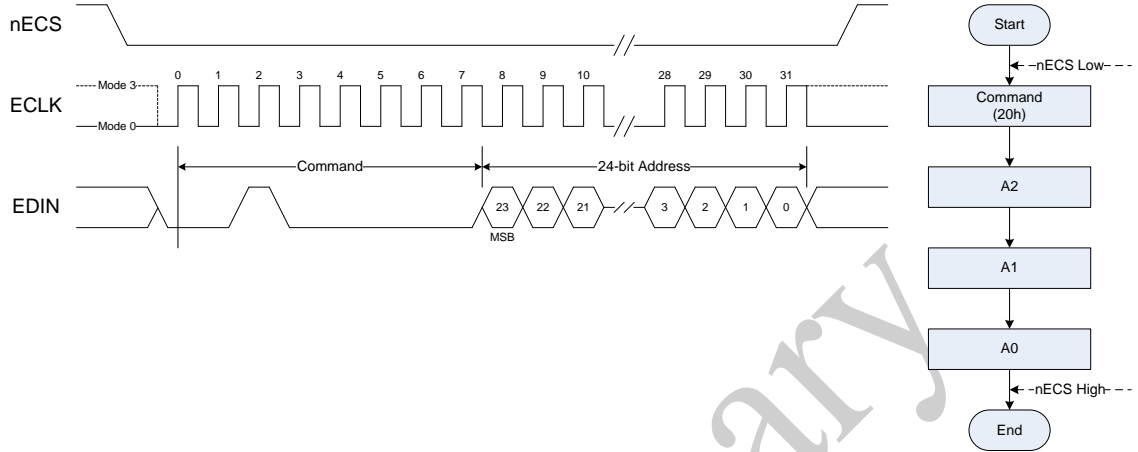 nECS
Start
nECS Low
0 1 2 3 4 5 6 7 8 9 10 28 29 30 31
Mode 3
ECLK
Mode 0
Command
(20h)
Command
24-bit Address
A2
EDIN
23 22 21 3 2 1 0
MSB
A1
A0
nECS High
End
ary